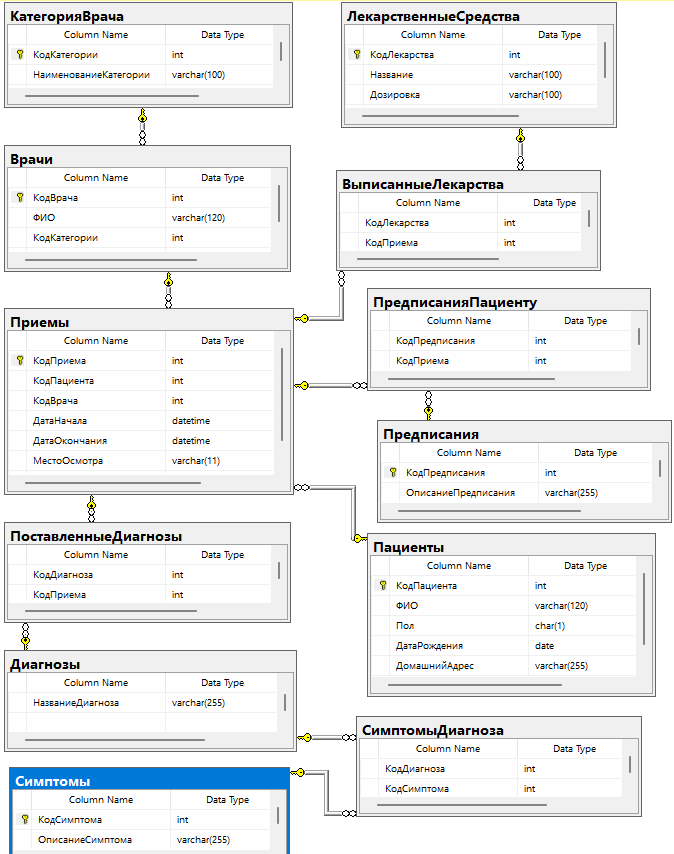 КатегорияВрача
Column Name Data Type
КодКатегории int
НаименованиеКатегории varchar(100)
ЛекарственныеСредства
Column Name Data Type
КодЛекарства int
Название varchar(100)
Дозировка varchar(100)
Врачи
Column Name Data Type
КодВрача int
ФИО varchar(120)
КодКатегории int
ВыписанныеЛекарства
Column Name Data Type
КодЛекарства int
КодПриема int
Приемы
Column Name Data Type
КодПриема int
КодПациента int
КодВрача int
ДатаНачала datetime
ДатаОкончания datetime
МестоОсмотра varchar(11)
ПредписанияПациенту
Column Name Data Type
КодПредписания int
КодПриема int
Предписания
Column Name Data Type
КодПредписания int
ОписаниеПредписания varchar(255)
ПоставленныеДиагнозы
Column Name Data Type
КодДиагноза int
КодПриема int
Пациенты
Column Name Data Type
КодПациента int
ФИО varchar(120)
Пол char(1)
ДатаРождения date
ДомашнийАдрес varchar(255)
Диагнозы
Column Name Data Type
НазваниеДиагноза varchar(255)
СимптомыДиагноза
Column Name Data Type
КодДиагноза int
КодСимптома int
Симптомы
Column Name Data Type
КодСимптома int
ОписаниеСимптома varchar(255)